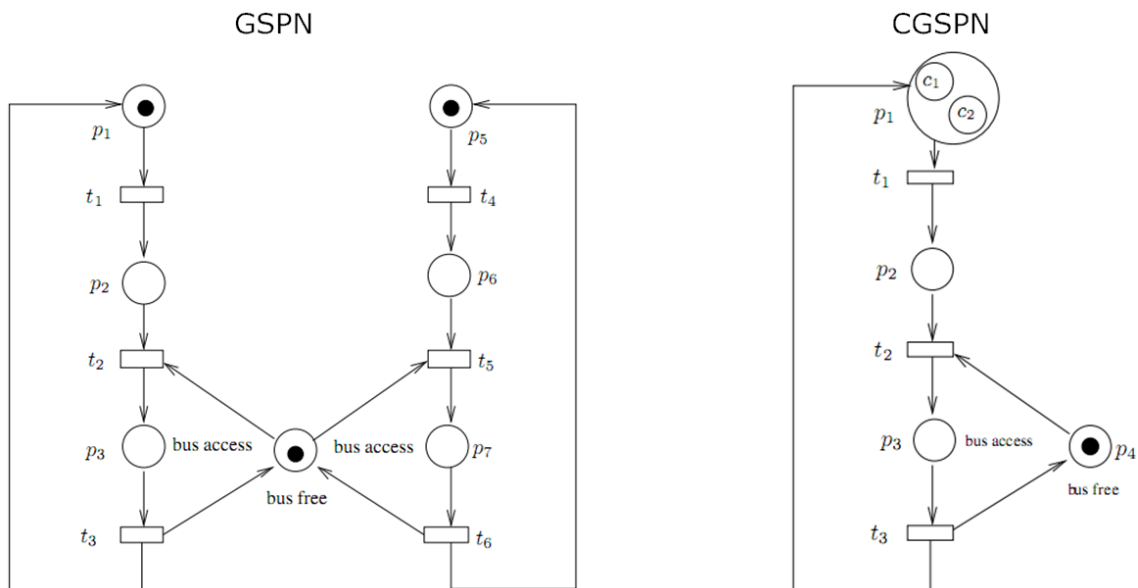 GSPN
p1
p5
t1
t4
p2
p6
t2
t5
p3
bus access
bus access
p7
bus free
t3
t6
CGSPN
c1
c2
p1
t1
p2
t2
p3
bus access
p4
bus free
t3